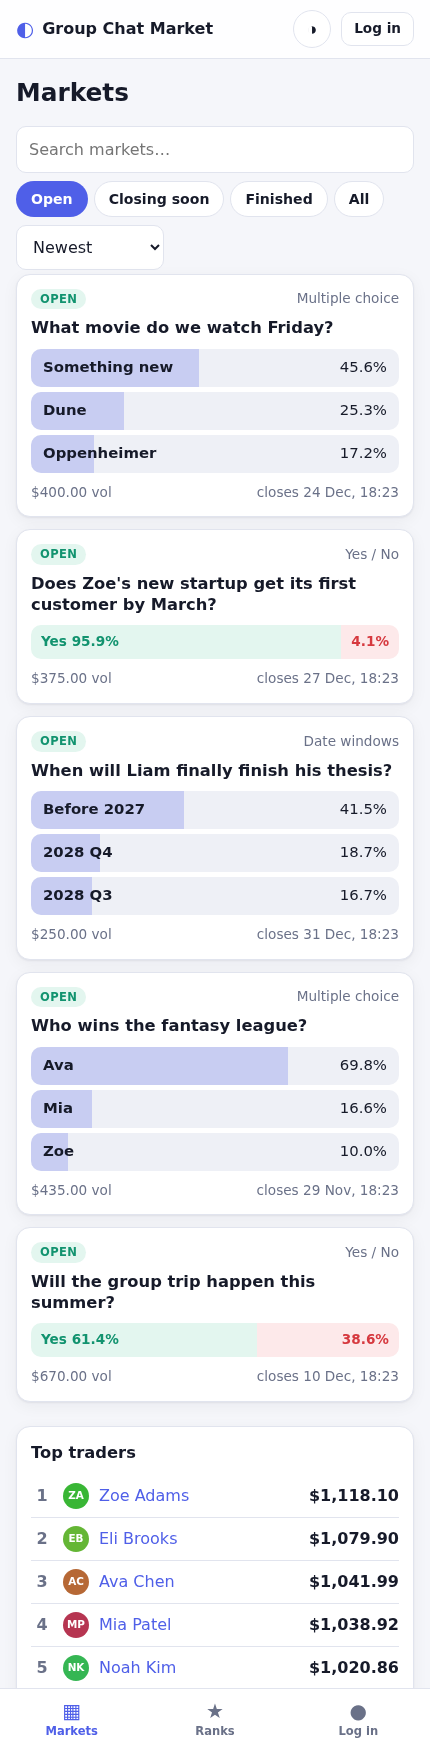 Group Chat Market
Log in
Markets
Search markets...
Open
Closing soon
Finished
All
Newest
OPEN
Multiple choice
What movie do we watch Friday?
Something new 45.6%
Dune 25.3%
Oppenheimer 17.2%
$400.00 vol
closes 24 Dec, 18:23
OPEN
Yes / No
Does Zoe's new startup get its first
customer by March?
Yes 95.9% 4.1%
$375.00 vol
closes 27 Dec, 18:23
OPEN
Date windows
When will Liam finally finish his thesis?
Before 2027 41.5%
2028 Q4 18.7%
2028 Q3 16.7%
$250.00 vol
closes 31 Dec, 18:23
OPEN
Multiple choice
Who wins the fantasy league?
Ava 69.8%
Mia 16.6%
Zoe 10.0%
$435.00 vol
closes 29 Nov, 18:23
OPEN
Yes / No
Will the group trip happen this
summer?
Yes 61.4% 38.6%
$670.00 vol
closes 10 Dec, 18:23
Top traders
1 ZA Zoe Adams $1,118.10
2 EB Eli Brooks $1,079.90
3 AC Ava Chen $1,041.99
4 MP Mia Patel $1,038.92
5 NK Noah Kim $1,020.86
Markets
Ranks
Log in